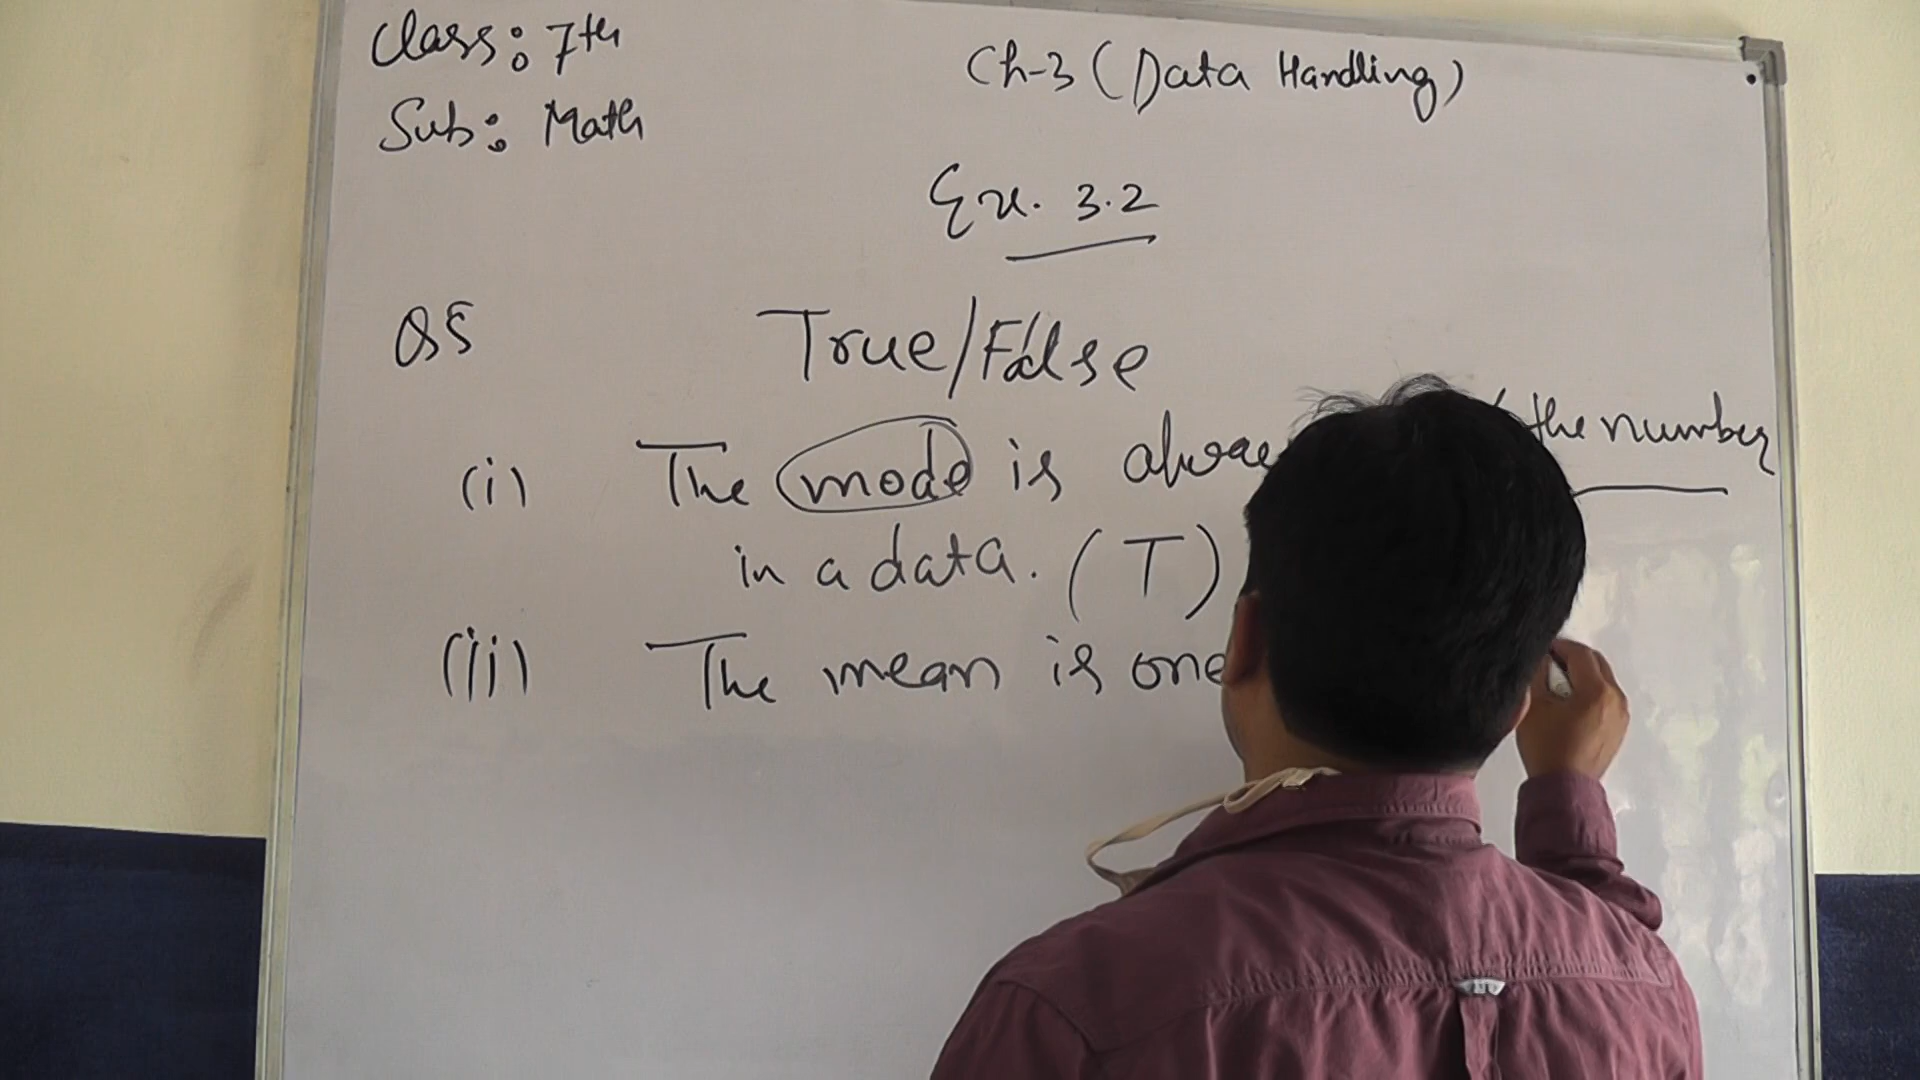 Class: 7th
Ch-3 (Data Handling)
Sub: Math
Ex. 3.2
Q5 True/False
(i) The mode is the number
in a data. (T)
(ii) The mean is one